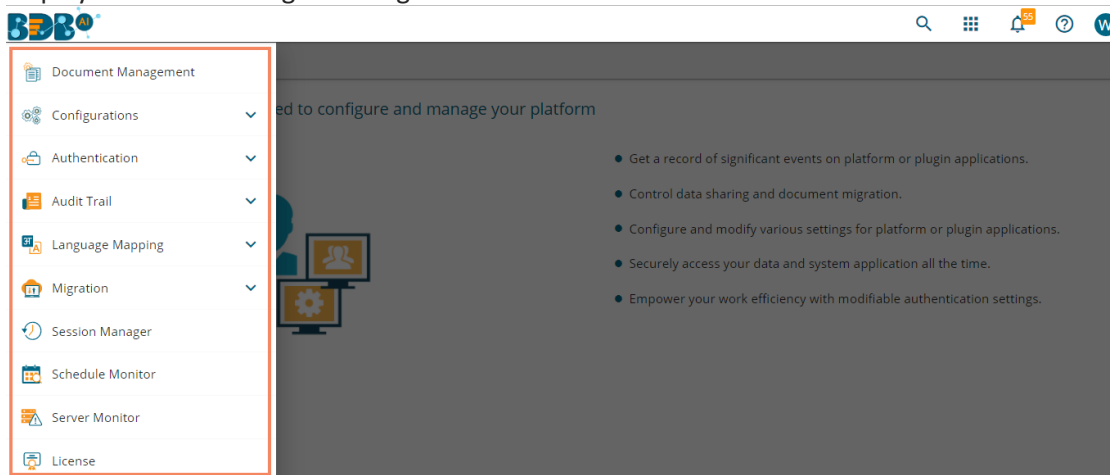 BDB AI
55
W
Document Management
Configurations
Authentication
Audit Trail
Language Mapping
Migration
Session Manager
Schedule Monitor
Server Monitor
License
ed to configure and manage your platform
Get a record of significant events on platform or plugin applications.
Control data sharing and document migration.
Configure and modify various settings for platform or plugin applications.
Securely access your data and system application all the time.
Empower your work efficiency with modifiable authentication settings.